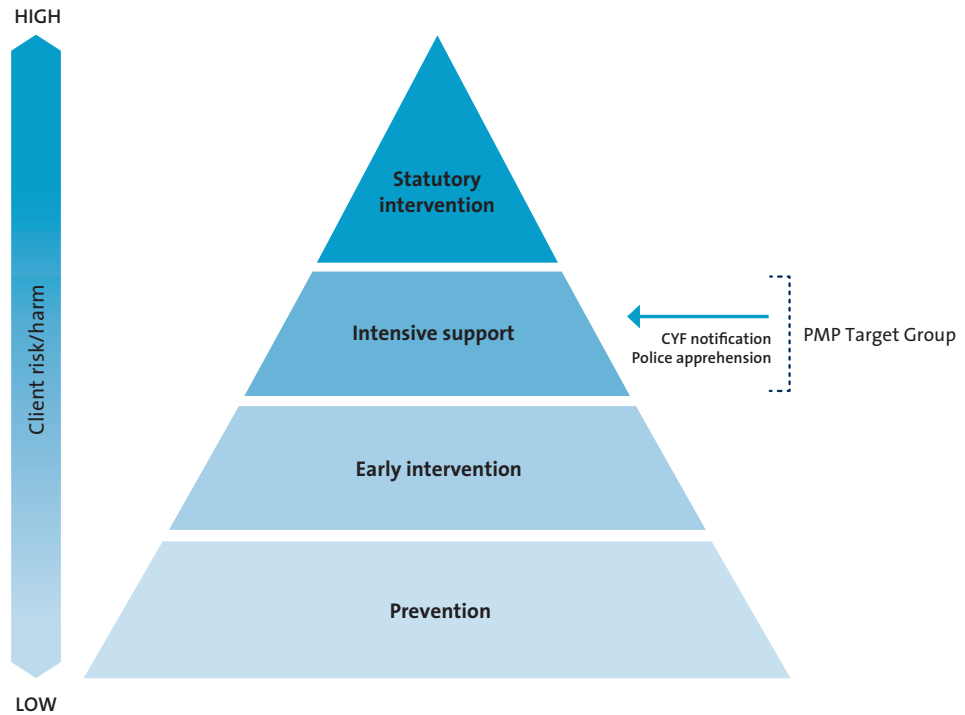 HIGH
Client risk/harm
Statutory
intervention
Intensive support
CYF notification
Police apprehension
PMP Target Group
Early intervention
Prevention
LOW